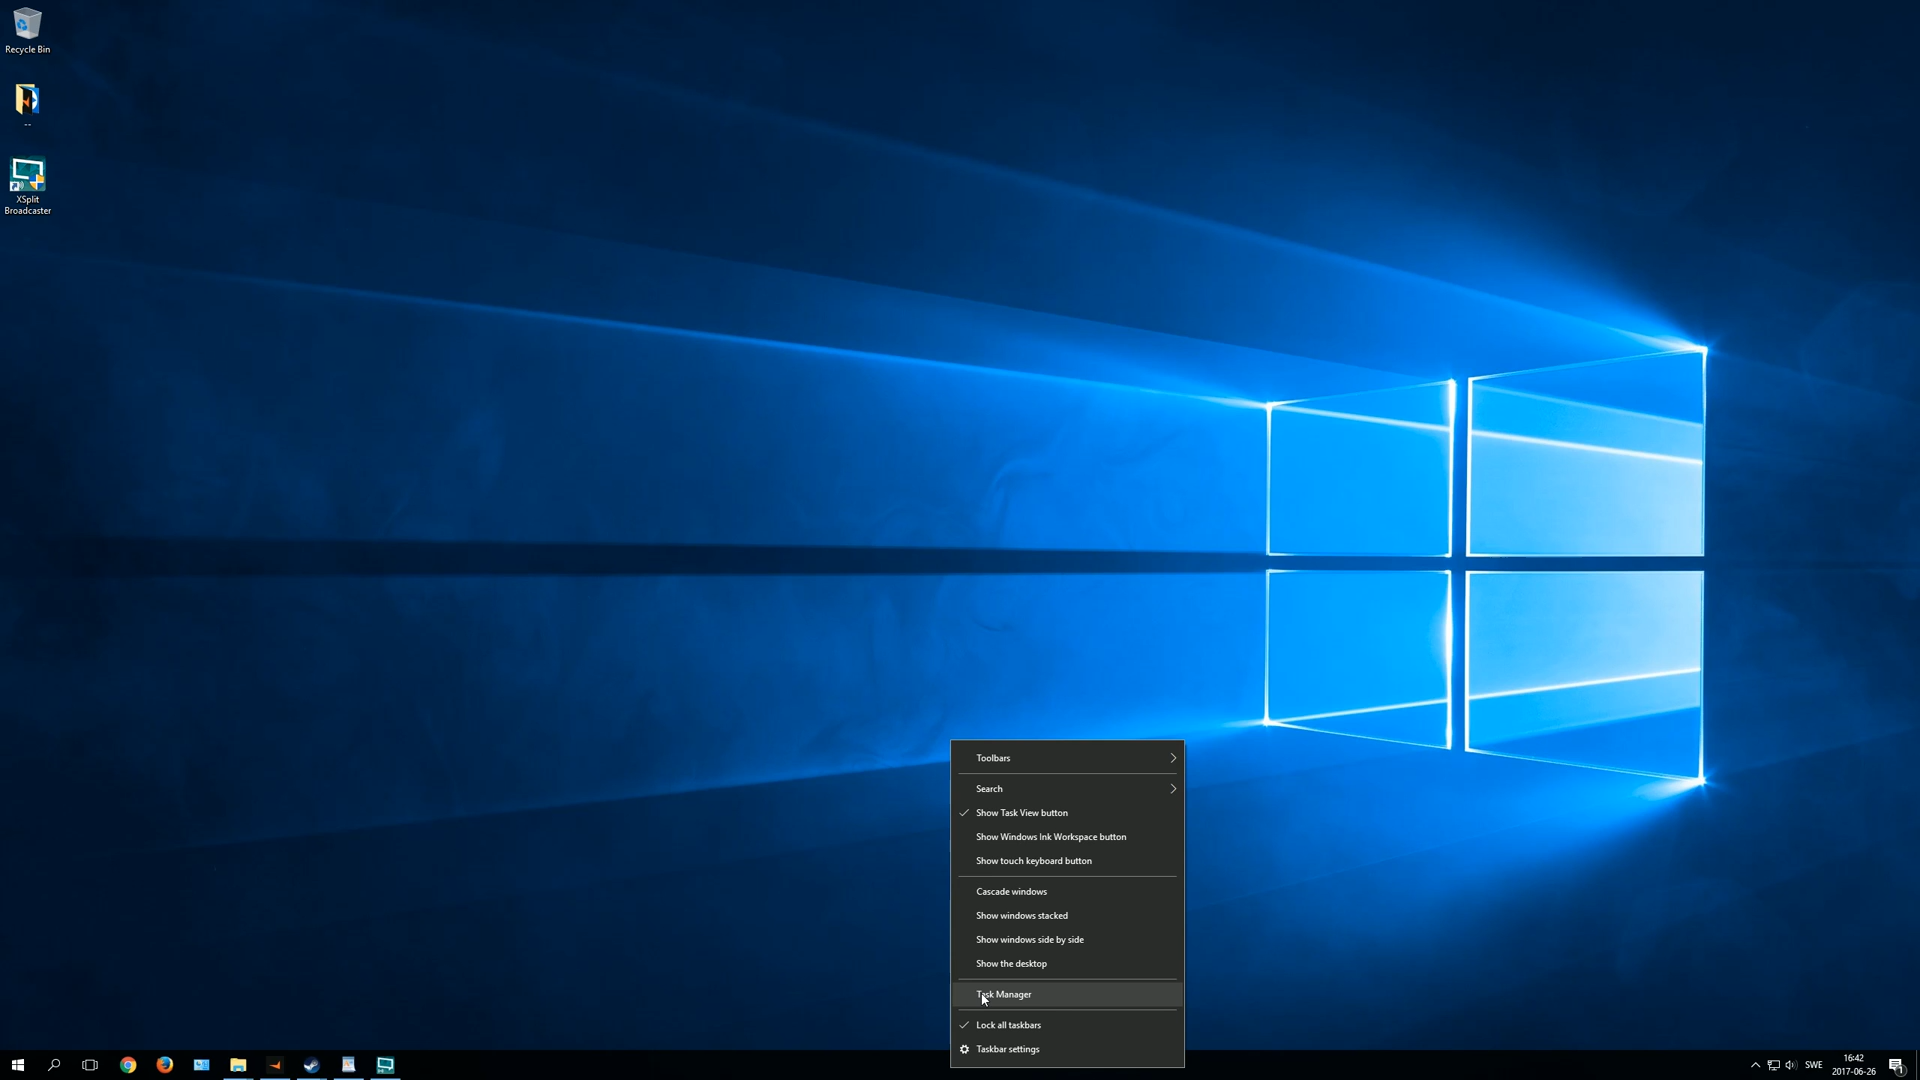 Recycle Bin
--
XSplit
Broadcaster
Toolbars
Search
Show Task View button
Show Windows Ink Workspace button
Show touch keyboard button
Cascade windows
Show windows stacked
Show windows side by side
Show the desktop
Task Manager
Lock all taskbars
Taskbar settings
SWE
16:42
2017-06-26
1